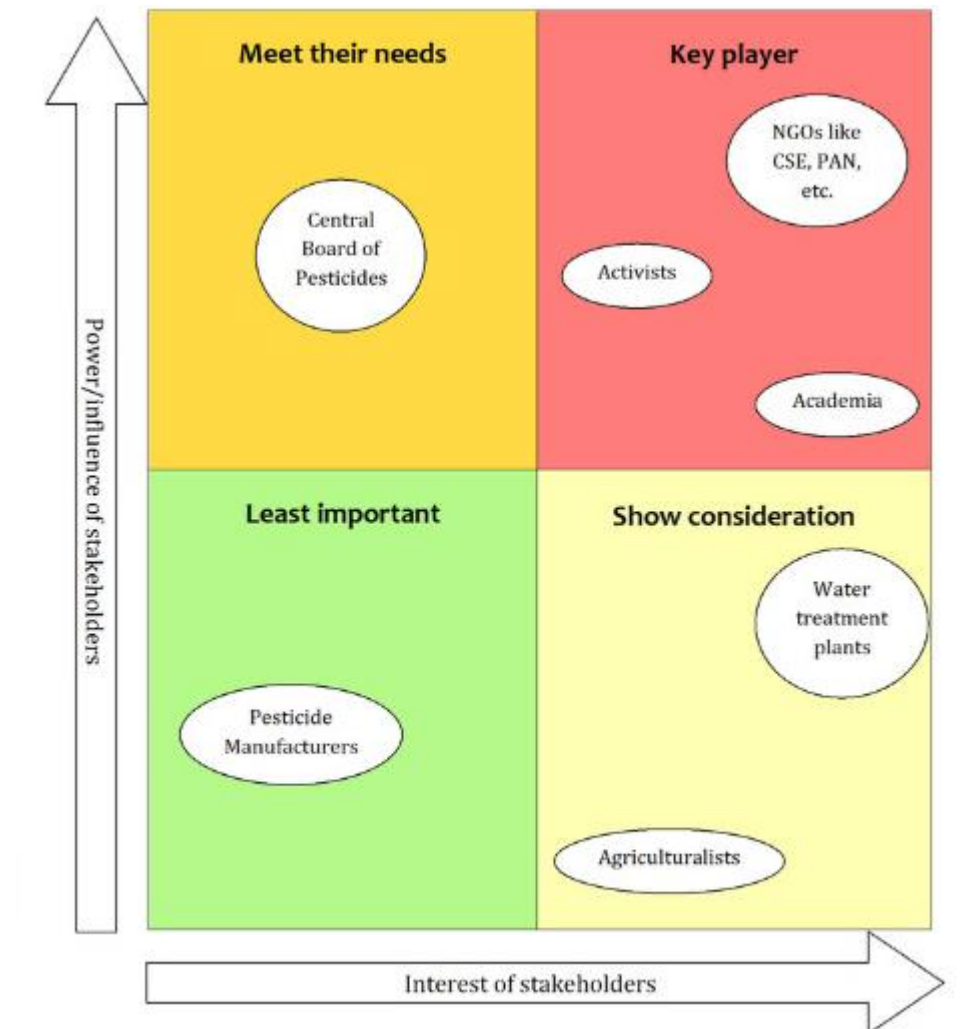 Meet their needs
Key player
NGOs like
CSE, PAN,
etc.
Central
Board of
Pesticides
Activists
Academia
Power/influence of stakeholders
Least important
Show consideration
Water
treatment
plants
Pesticide
Manufacturers
Agriculturalists
Interest of stakeholders